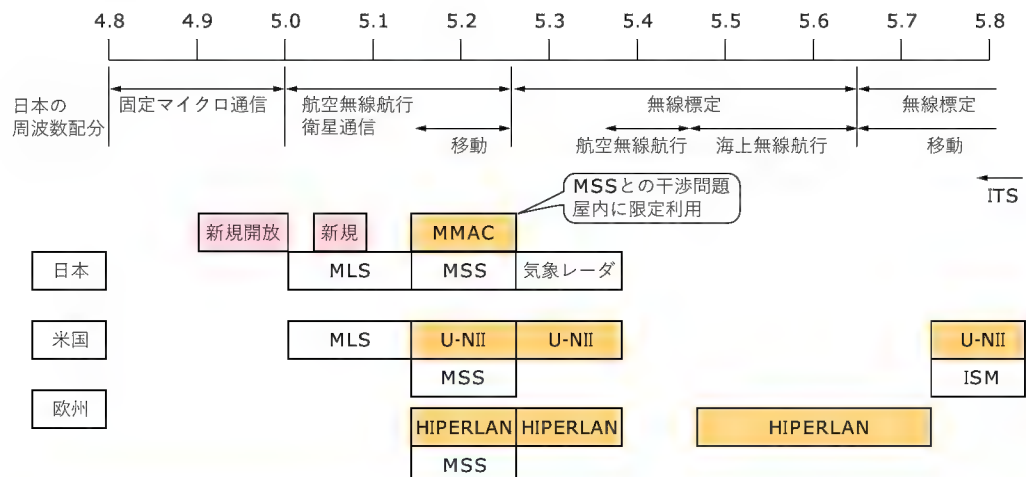 4.8 4.9 5.0 5.1 5.2 5.3 5.4 5.5 5.6 5.7 5.8
日本の
周波数配分
固定マイクロ通信
航空無線航行
衛星通信
移動
無線標定
航空無線航行
海上無線航行
無線標定
移動
ITS
MSSとの干渉問題
屋内に限定利用
新規開放
新規
MMAC
日本
MLS
MSS
気象レーダ
米国
MLS
U-NII
U-NII
U-NII
MSS
ISM
欧州
HIPERLAN
HIPERLAN
HIPERLAN
MSS